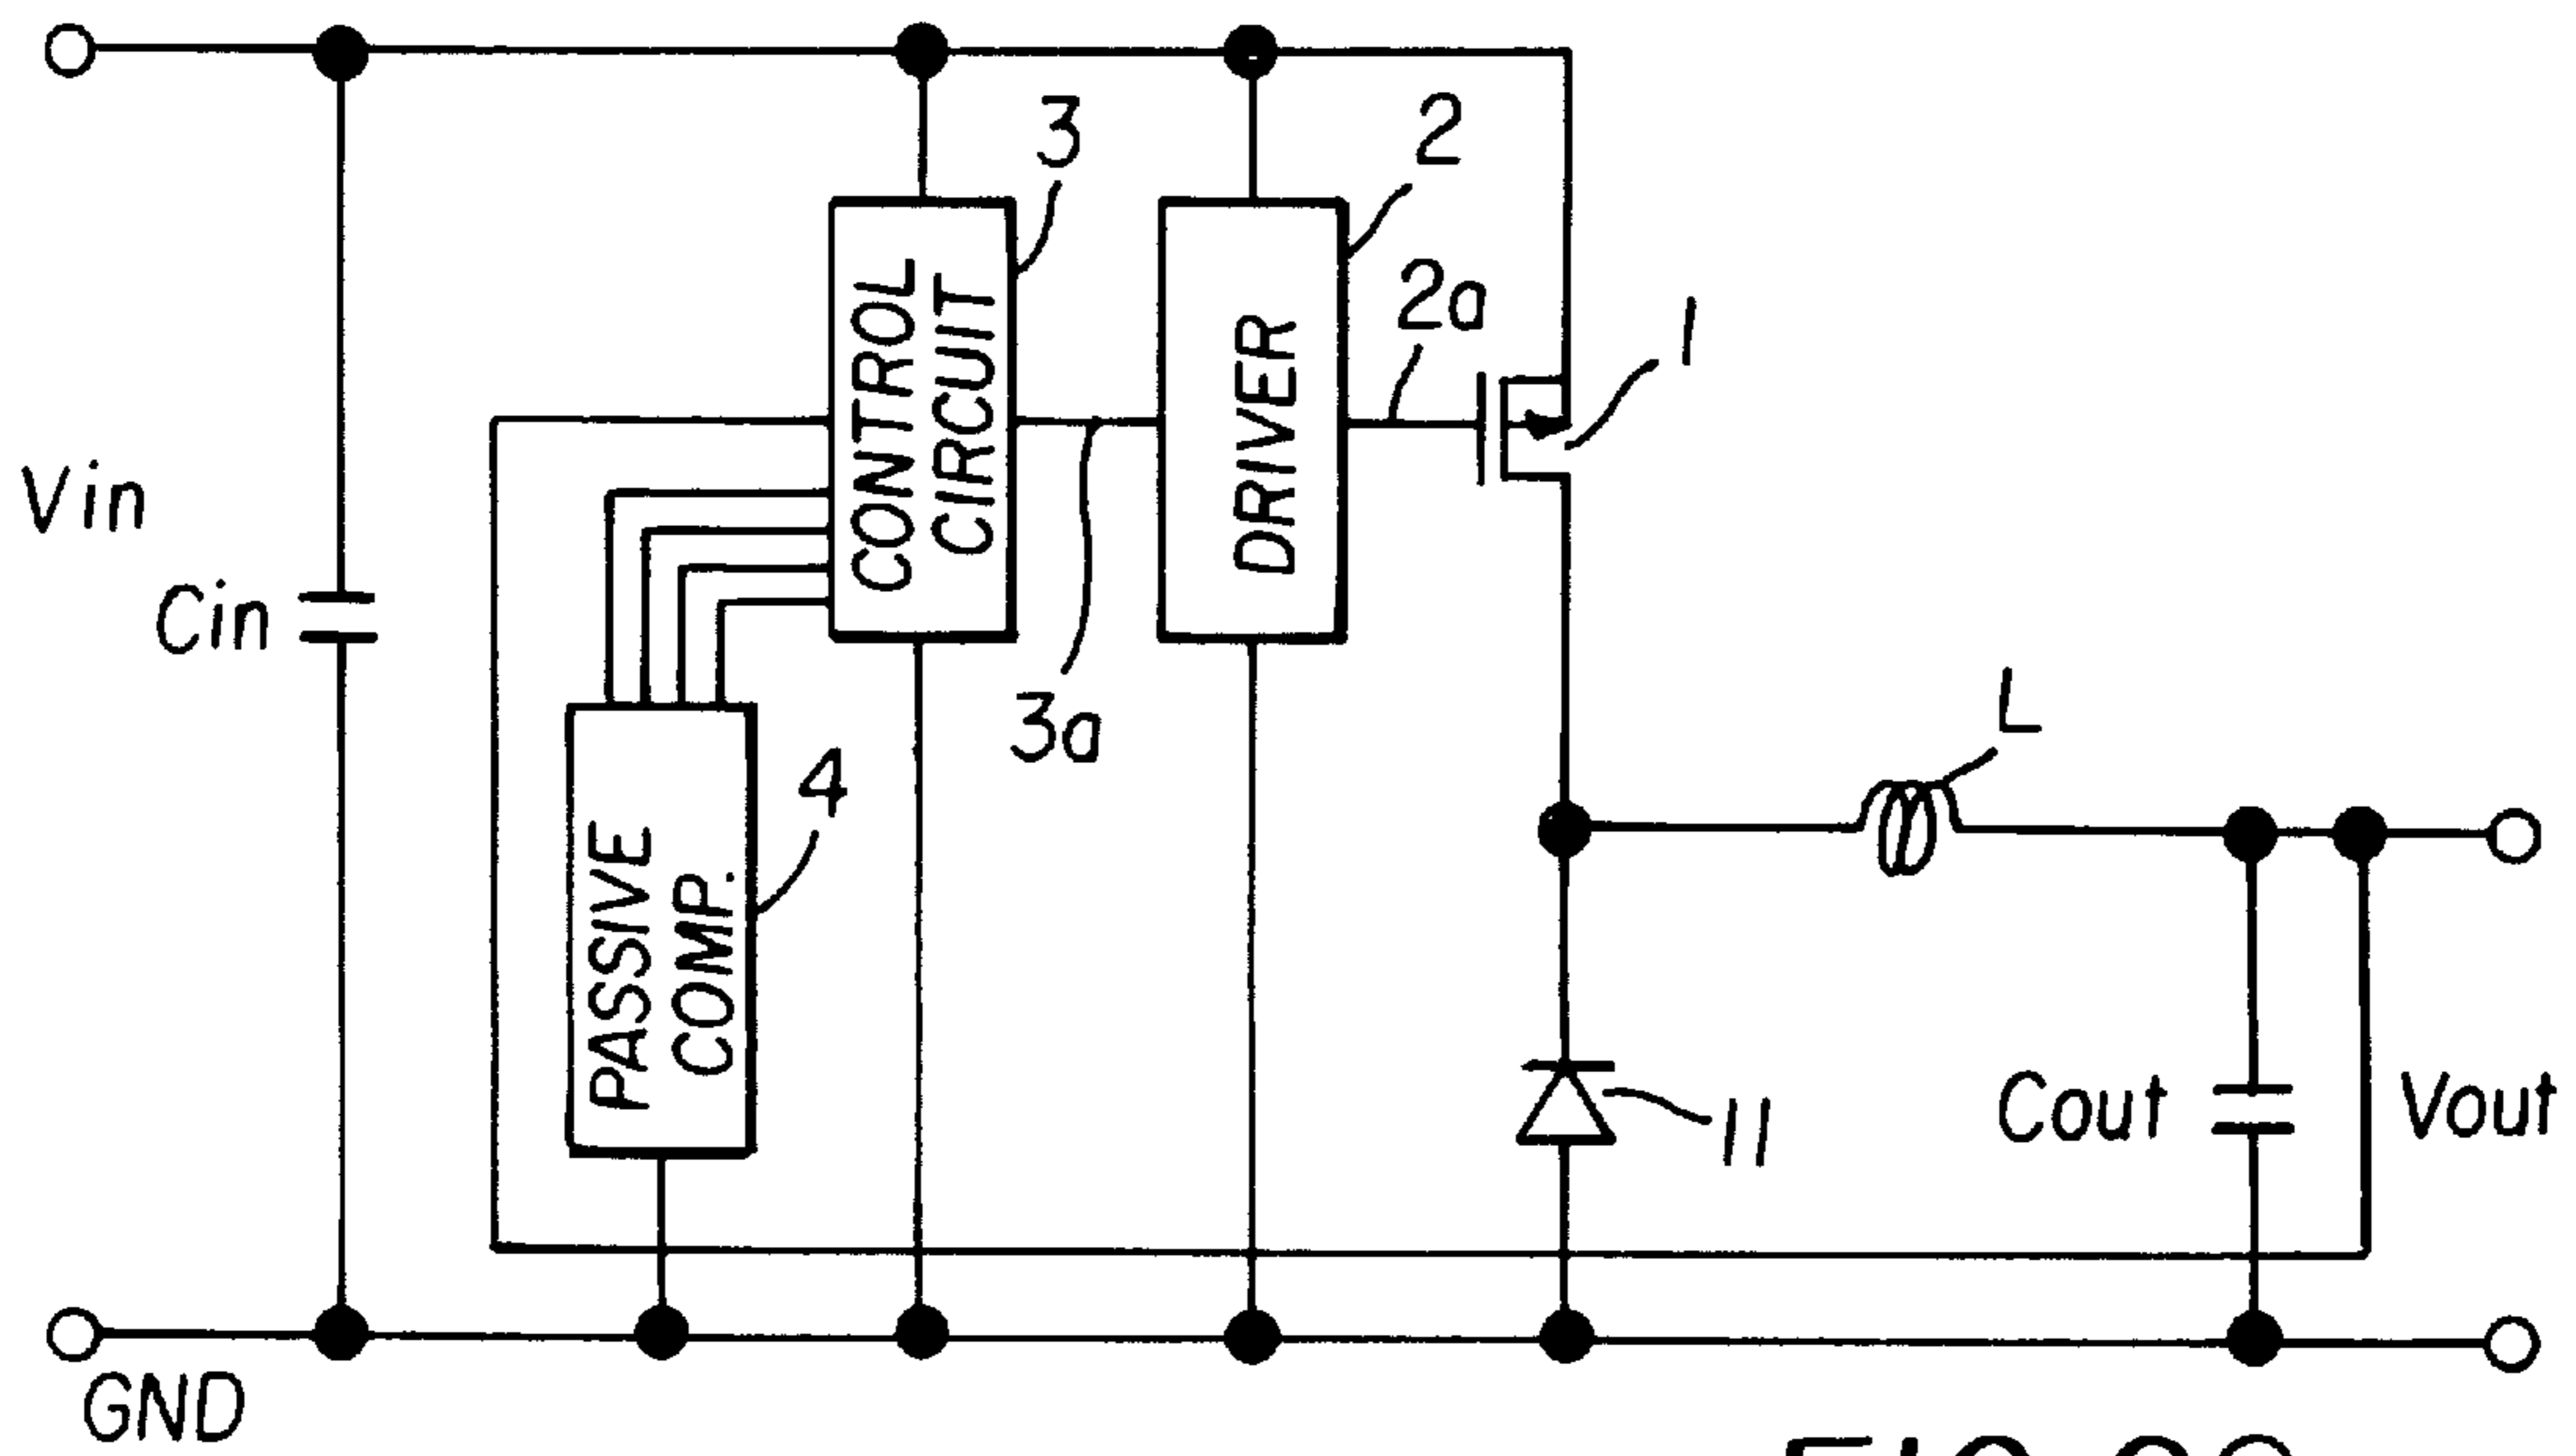 3
2
2a
1
CONTROL
CIRCUIT
DRIVER
Vin
Cin
3a
L
4
PASSIVE
COMP.
11
Cout
Vout
GND